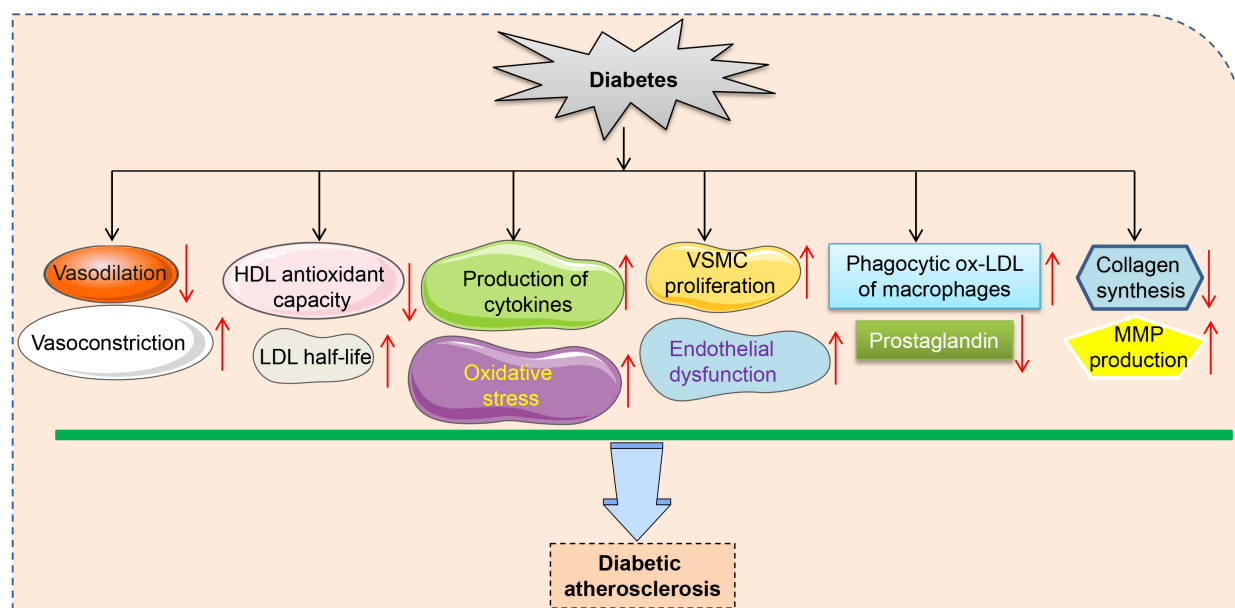 Diabetes
Vasodilation
Vasoconstriction
HDL antioxidant
capacity
LDL half-life
Production of
cytokines
Oxidative
stress
VSMC
proliferation
Endothelial
dysfunction
Phagocytic ox-LDL
of macrophages
Prostaglandin
Collagen
synthesis
MMP
production
Diabetic
atherosclerosis